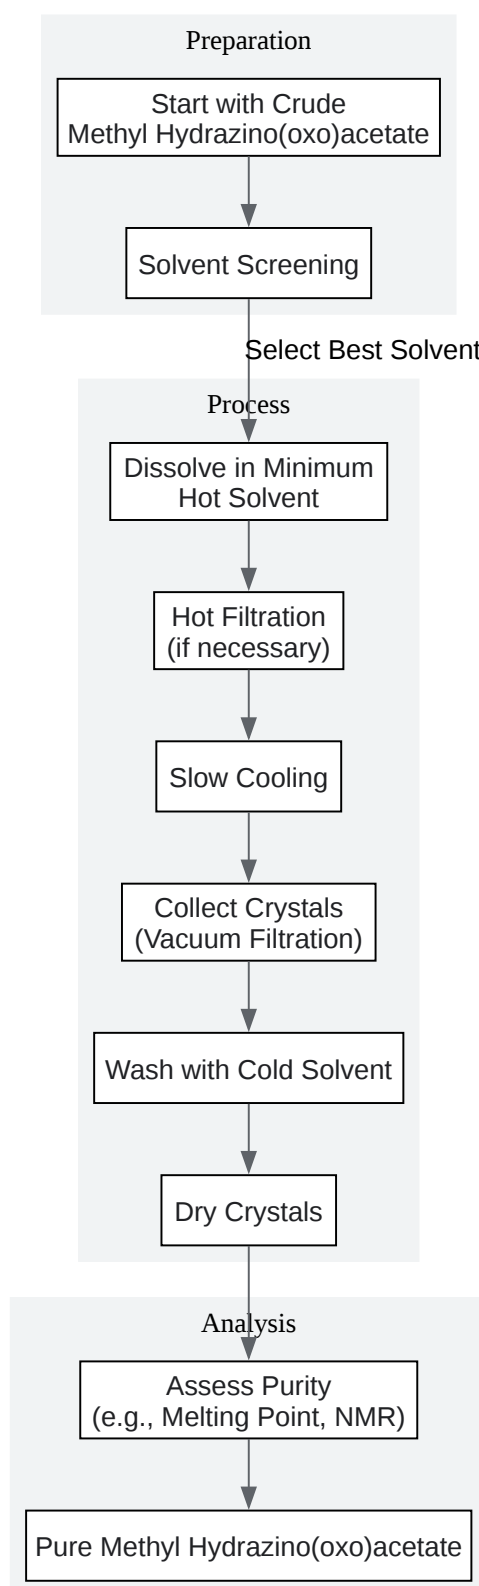 Preparation
Start with Crude
Methyl Hydrazino(oxo)acetate
Solvent Screening
Select Best Solvent
Process
Dissolve in Minimum
Hot Solvent
Hot Filtration
(if necessary)
Slow Cooling
Collect Crystals
(Vacuum Filtration)
Wash with Cold Solvent
Dry Crystals
Analysis
Assess Purity
(e.g., Melting Point, NMR)
Pure Methyl Hydrazino(oxo)acetate